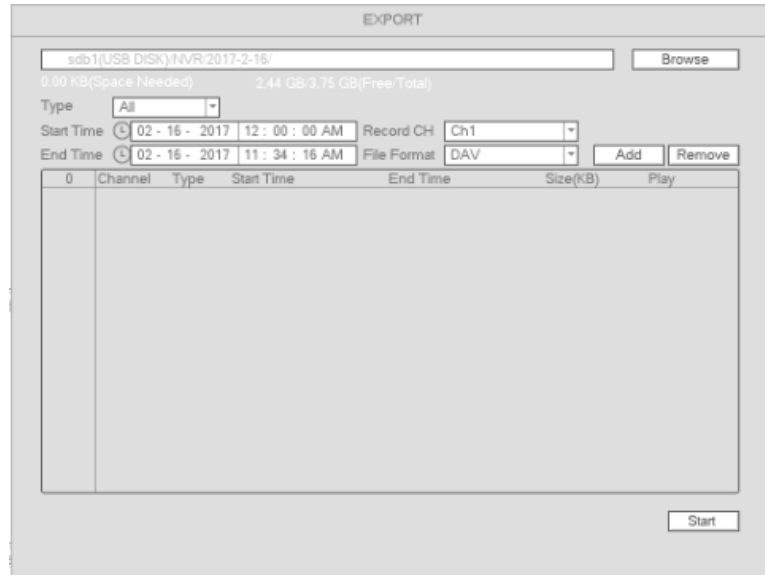 EXPORT
sdb1(USB DISK)/NVR/2017-2-16/ Browse
0.00 KB(Space Needed) 2.44 GB/3.75 GB(Free/Total)
Type All
Start Time 02 - 16 - 2017 12 : 00 : 00 AM Record CH Ch1
End Time 02 - 16 - 2017 11 : 34 : 16 AM File Format DAV Add Remove
0 Channel Type Start Time End Time Size(KB) Play
Start